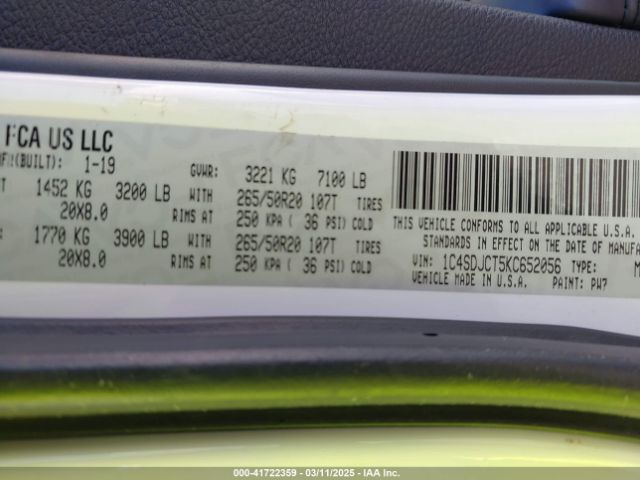 FCA US LLC
(BUILT): 1-19 GVWR: 3221 KG 7100 LB
1452 KG 3200 LB WITH 265/50R20 107T TIRES
20X8.0 RIMS AT 250 KPA ( 36 PSI) COLD
1770 KG 3900 LB WITH 265/50R20 107T TIRES
20X8.0 RIMS AT 250 KPA ( 36 PSI) COLD
THIS VEHICLE CONFORMS TO ALL APPLICABLE U.S.A.
STANDARDS IN EFFECT ON THE DATE OF MANUFA
VIN: 1C4SDJCT5KC652056 TYPE: M
VEHICLE MADE IN U.S.A. PAINT: PW7
000-41722359 - 03/11/2025 - IAA Inc.